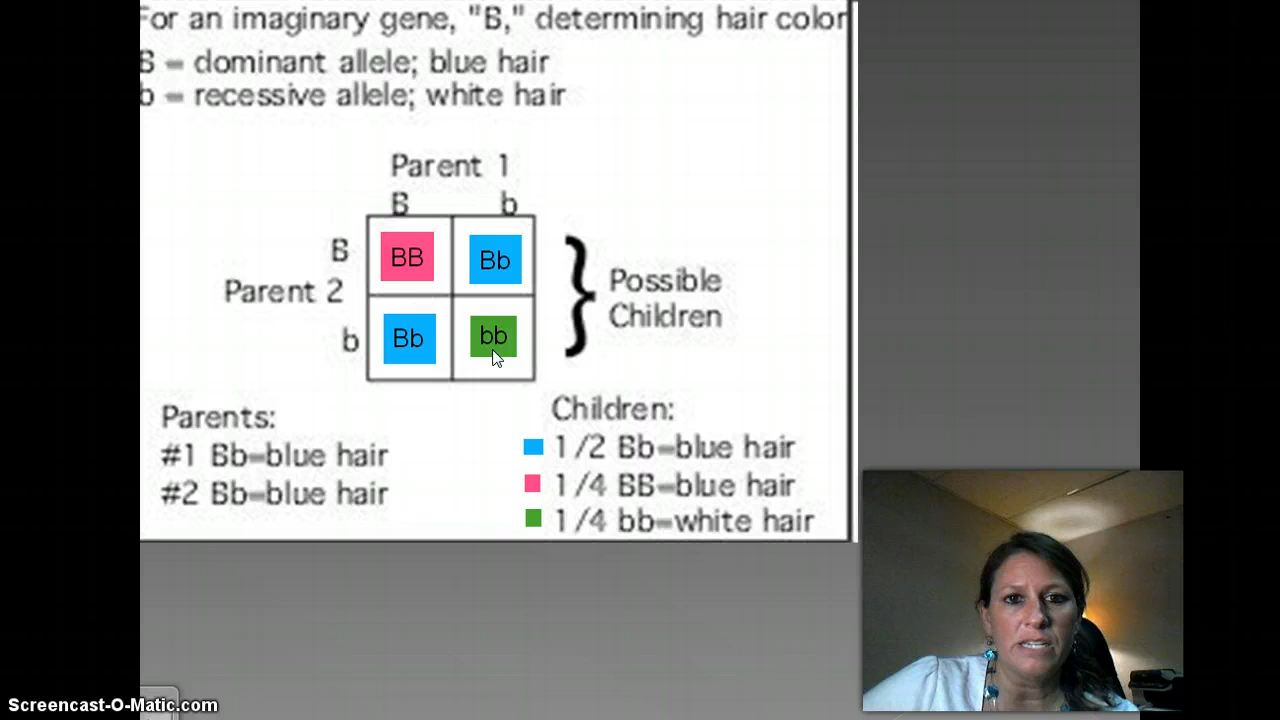 For an imaginary gene, "B," determining hair color
B = dominant allele; blue hair
b = recessive allele; white hair
Parent 1
B b
B BB Bb
Parent 2
b Bb bb
Possible
Children
Parents:
#1 Bb=blue hair
#2 Bb=blue hair
Children:
1/2 Bb=blue hair
1/4 BB=blue hair
1/4 bb=white hair
Screencast-O-Matic.com